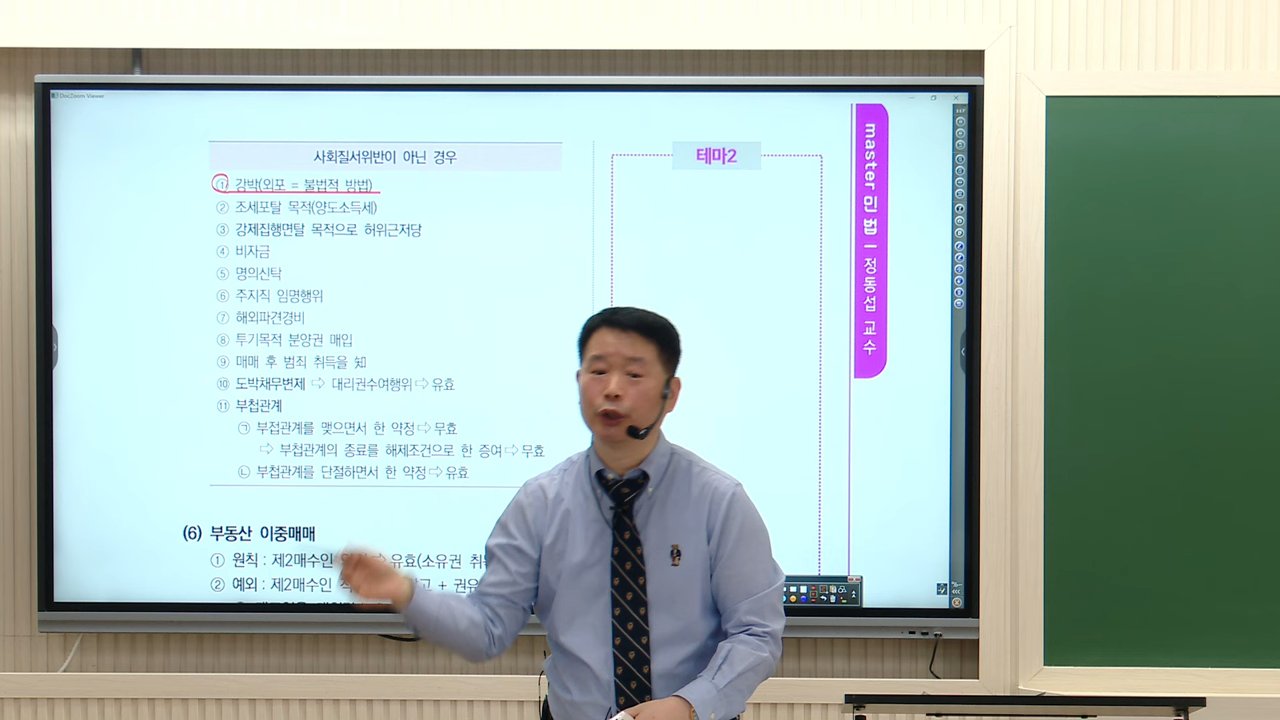 DocZoom Viewer
사회질서위반이 아닌 경우
① 강박(외포 = 불법적 방법)
② 조세포탈 목적(양도소득세)
③ 강제집행면탈 목적으로 허위근저당
④ 비자금
⑤ 명의신탁
⑥ 주지직 임명행위
⑦ 해외파견경비
⑧ 투기목적 분양권 매입
⑨ 매매 후 범죄 취득을 知
⑩ 도박채무변제 ⇨ 대리권수여행위 ⇨ 유효
⑪ 부첩관계
㉠ 부첩관계를 맺으면서 한 약정 ⇨ 무효
⇨ 부첩관계의 종료를 해제조건으로 한 증여 ⇨ 무효
㉡ 부첩관계를 단절하면서 한 약정 ⇨ 유효
(6) 부동산 이중매매
① 원칙 : 제2매수인 ⇨ 유효(소유권
② 예외 : 제2매수인 + 권유
테마2
master 민법 ㅣ 정동섭 교수